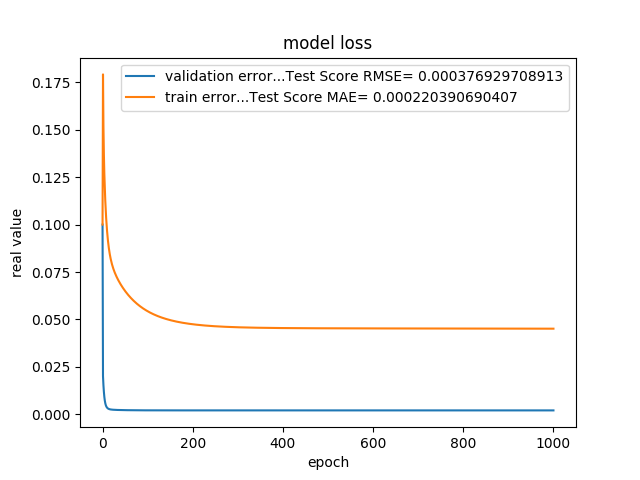 model loss
validation error...Test Score RMSE= 0.000376929708913
train error...Test Score MAE= 0.000220390690407
0.175
0.150
0.125
0.100
0.075
0.050
0.025
0.000
real value
0 200 400 600 800 1000
epoch